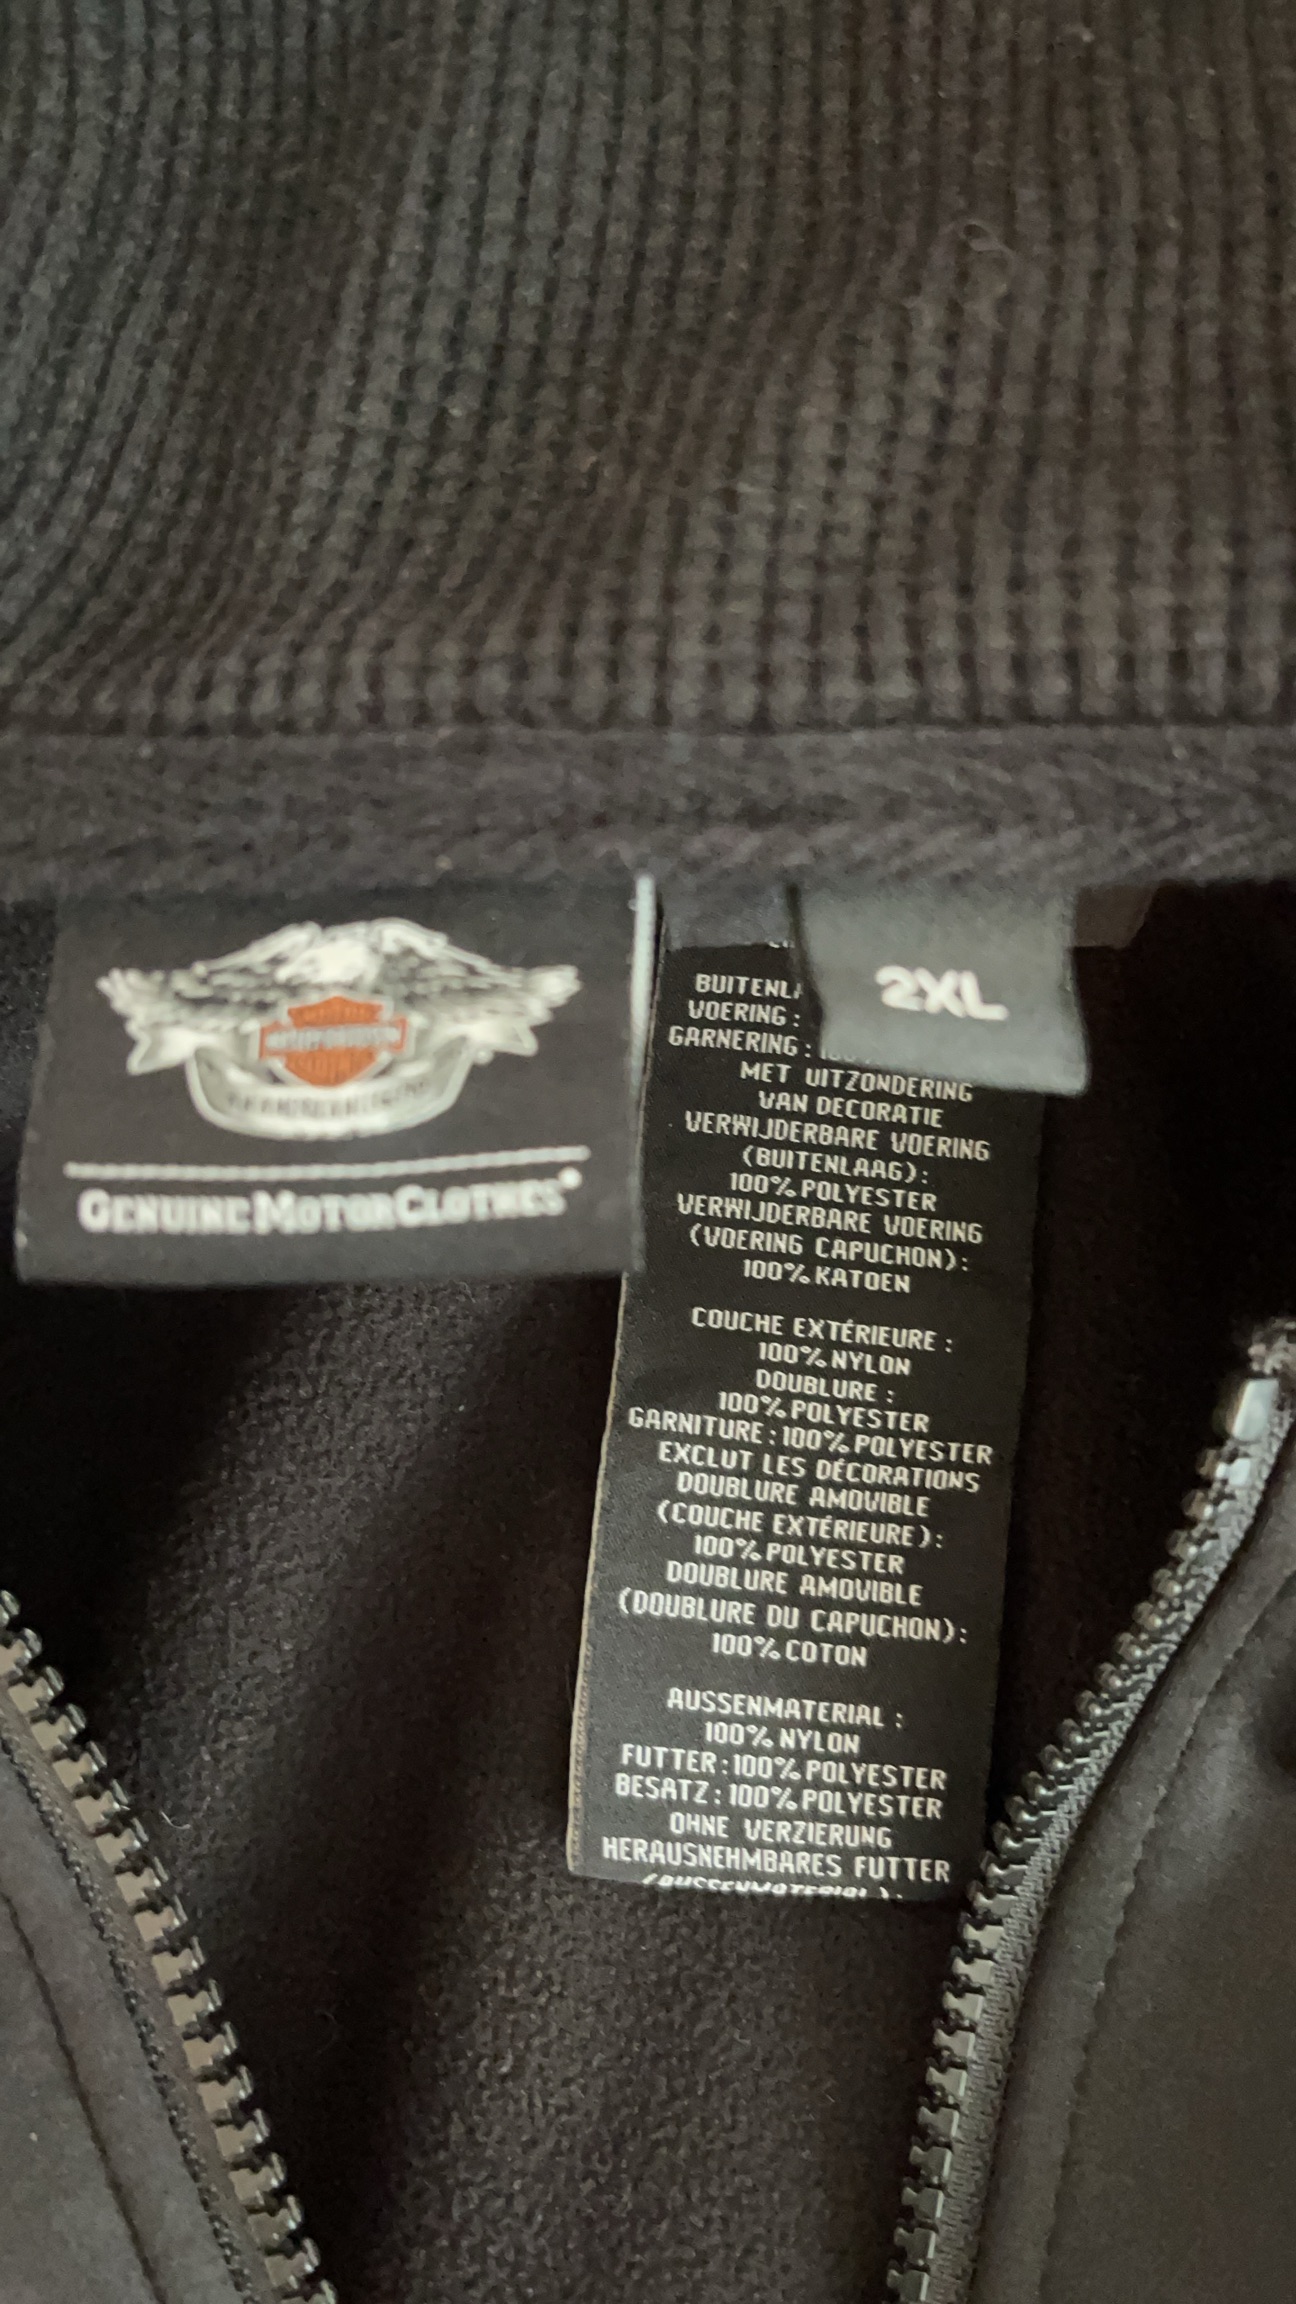 GENUINE MOTORCLOTHES®
2XL
BUITENL
VOERING :
GARNERING :
MET UITZONDERING
VAN DECORATIE
VERWIJDERBARE VOERING
(BUITENLAAG):
100% POLYESTER
VERWIJDERBARE VOERING
(VOERING CAPUCHON):
100% KATOEN
COUCHE EXTÉRIEURE :
100% NYLON
DOUBLURE :
100% POLYESTER
GARNITURE : 100% POLYESTER
EXCLUT LES DÉCORATIONS
DOUBLURE AMOVIBLE
(COUCHE EXTÉRIEURE):
100% POLYESTER
DOUBLURE AMOVIBLE
(DOUBLURE DU CAPUCHON):
100% COTON
AUSSENMATERIAL :
100% NYLON
FUTTER : 100% POLYESTER
BESATZ : 100% POLYESTER
OHNE VERZIERUNG
HERAUSNEHMBARES FUTTER
(AUSSENMATERIAL):